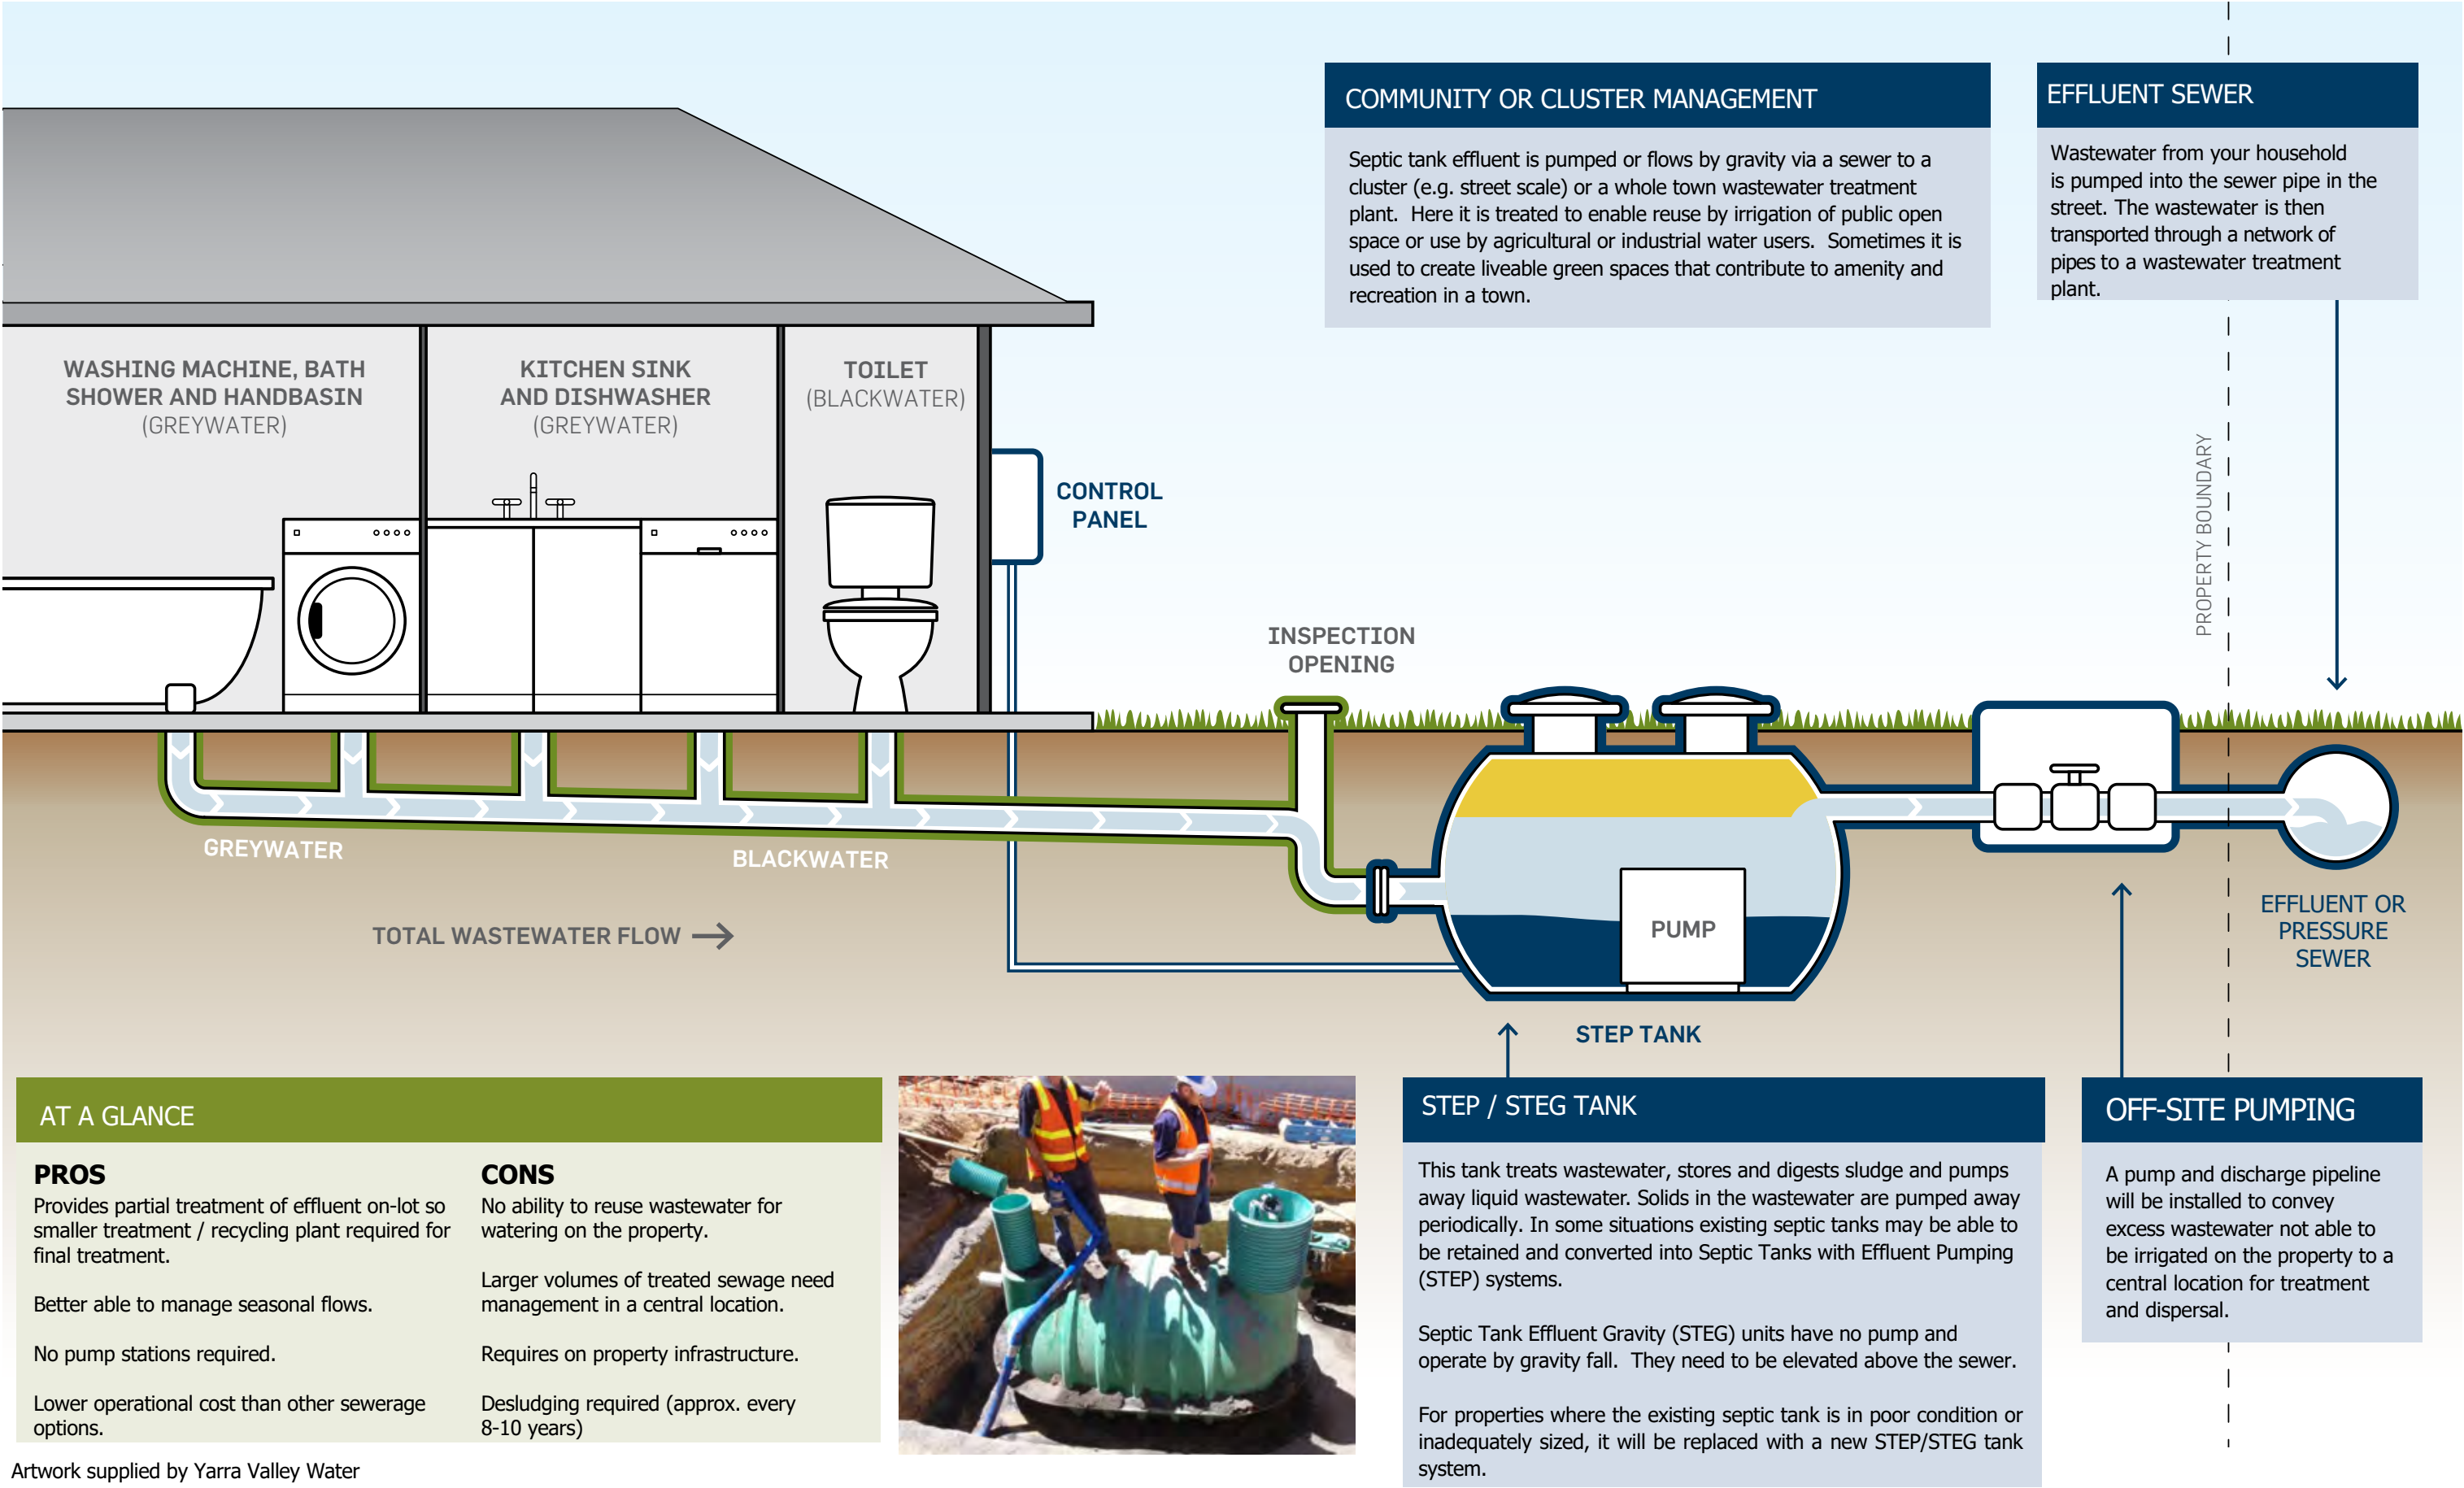 COMMUNITY OR CLUSTER MANAGEMENT
Septic tank effluent is pumped or flows by gravity via a sewer to a
cluster (e.g. street scale) or a whole town wastewater treatment
plant.  Here it is treated to enable reuse by irrigation of public open
space or use by agricultural or industrial water users.  Sometimes it is
used to create liveable green spaces that contribute to amenity and
recreation in a town.
EFFLUENT SEWER
Wastewater from your household
is pumped into the sewer pipe in the
street. The wastewater is then
transported through a network of
pipes to a wastewater treatment
plant.
WASHING MACHINE, BATH
SHOWER AND HANDBASIN
(GREYWATER)
KITCHEN SINK
AND DISHWASHER
(GREYWATER)
TOILET
(BLACKWATER)
CONTROL
PANEL
PROPERTY BOUNDARY
INSPECTION
OPENING
GREYWATER
BLACKWATER
TOTAL WASTEWATER FLOW
PUMP
STEP TANK
EFFLUENT OR
PRESSURE
SEWER
AT A GLANCE
PROS
Provides partial treatment of effluent on-lot so
smaller treatment / recycling plant required for
final treatment.
Better able to manage seasonal flows.
No pump stations required.
Lower operational cost than other sewerage
options.
CONS
No ability to reuse wastewater for
watering on the property.
Larger volumes of treated sewage need
management in a central location.
Requires on property infrastructure.
Desludging required (approx. every
8-10 years)
STEP / STEG TANK
This tank treats wastewater, stores and digests sludge and pumps
away liquid wastewater. Solids in the wastewater are pumped away
periodically. In some situations existing septic tanks may be able to
be retained and converted into Septic Tanks with Effluent Pumping
(STEP) systems.
Septic Tank Effluent Gravity (STEG) units have no pump and
operate by gravity fall.  They need to be elevated above the sewer.
For properties where the existing septic tank is in poor condition or
inadequately sized, it will be replaced with a new STEP/STEG tank
system.
OFF-SITE PUMPING
A pump and discharge pipeline
will be installed to convey
excess wastewater not able to
be irrigated on the property to a
central location for treatment
and dispersal.
Artwork supplied by Yarra Valley Water